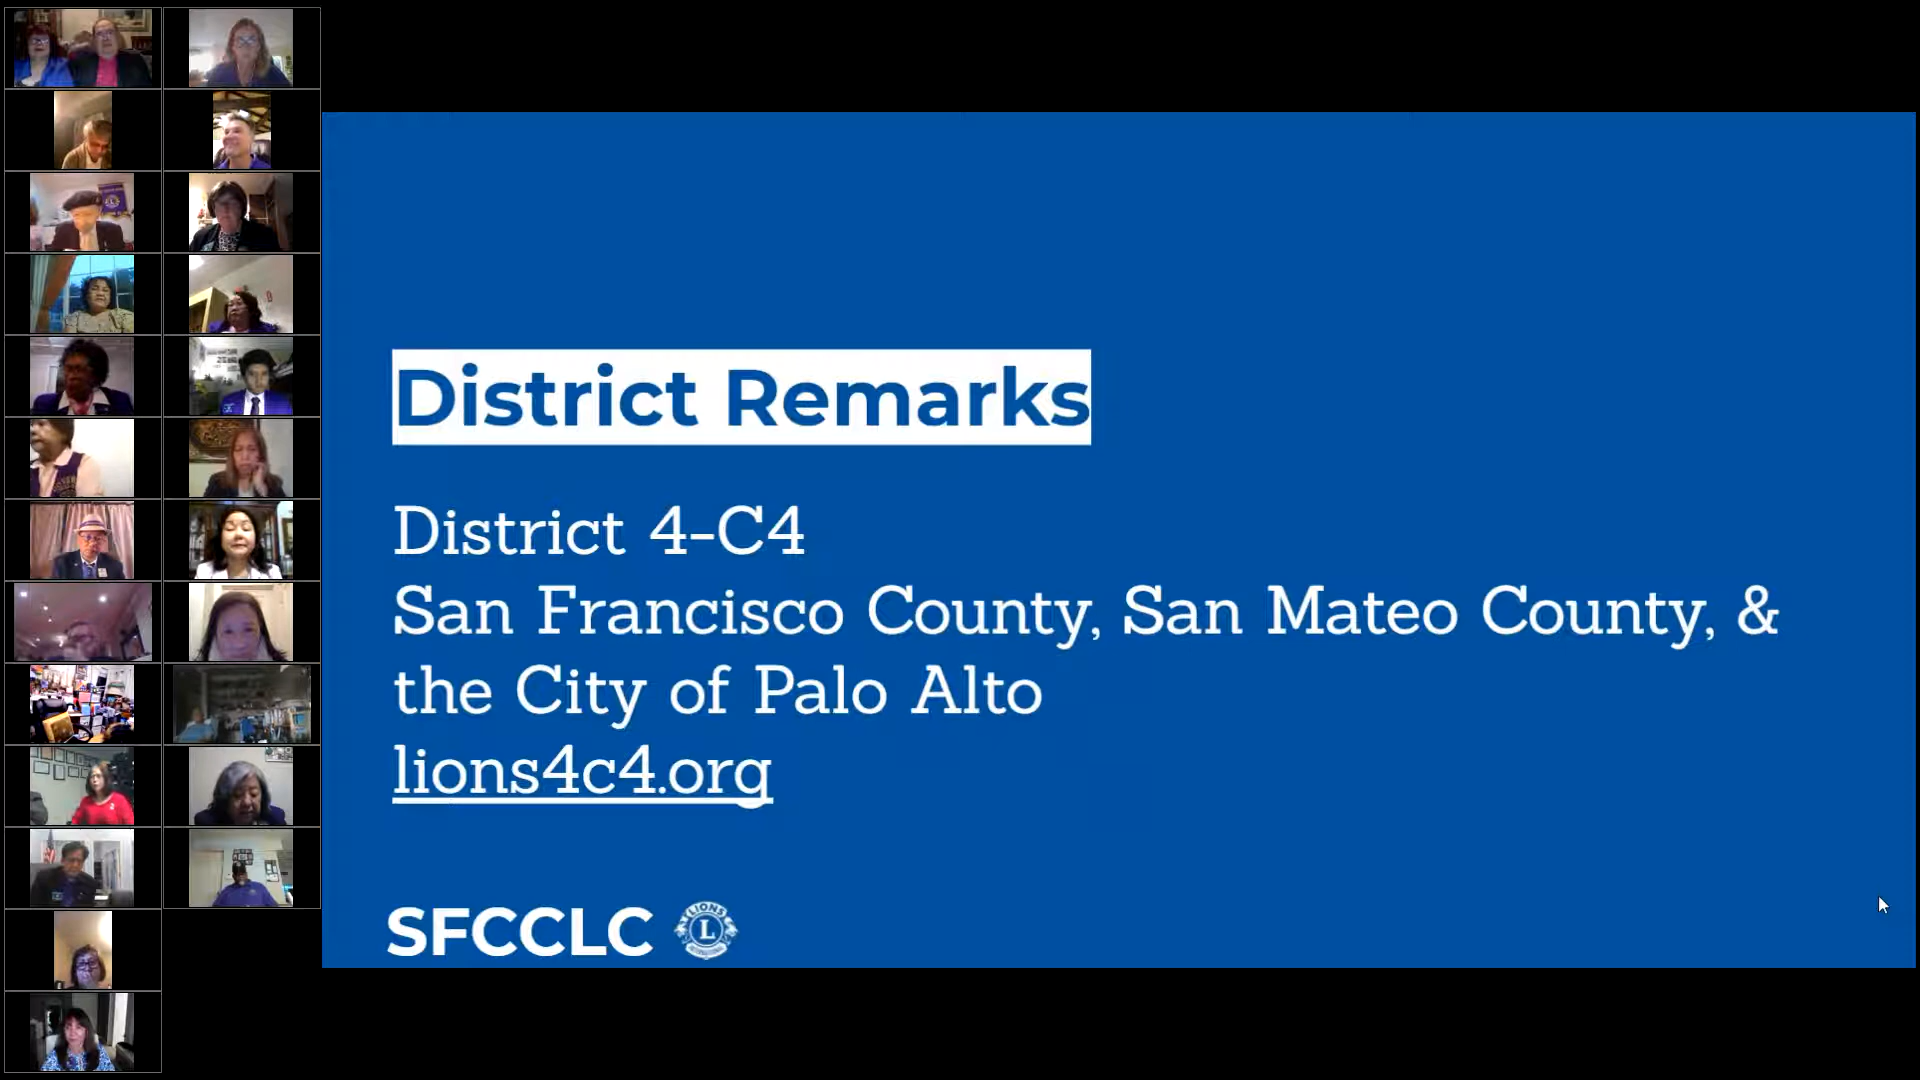 District Remarks
District 4-C4
San Francisco County, San Mateo County, &
the City of Palo Alto
lions4c4.org
SFCCLC
LIONS
L